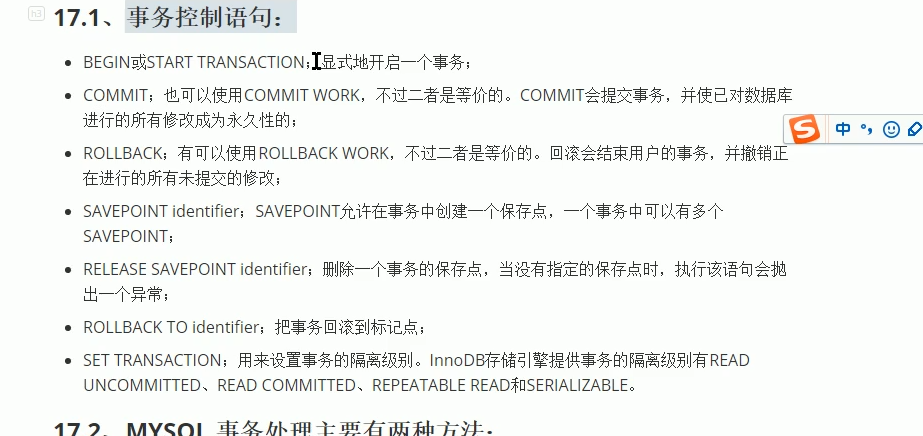 h3
17.1、事务控制语句：
BEGIN或START TRANSACTION；显式地开启一个事务；
COMMIT；也可以使用COMMIT WORK，不过二者是等价的。COMMIT会提交事务，并使已对数据库
进行的所有修改成为永久性的；
ROLLBACK；有可以使用ROLLBACK WORK，不过二者是等价的。回滚会结束用户的事务，并撤销正
在进行的所有未提交的修改；
SAVEPOINT identifier；SAVEPOINT允许在事务中创建一个保存点，一个事务中可以有多个
SAVEPOINT；
RELEASE SAVEPOINT identifier；删除一个事务的保存点，当没有指定的保存点时，执行该语句会抛
出一个异常；
ROLLBACK TO identifier；把事务回滚到标记点；
SET TRANSACTION；用来设置事务的隔离级别。InnoDB存储引擎提供事务的隔离级别有READ
UNCOMMITTED、READ COMMITTED、REPEATABLE READ和SERIALIZABLE。
17.2、MYSQL 事务处理主要有两种方法：
S 中 °,